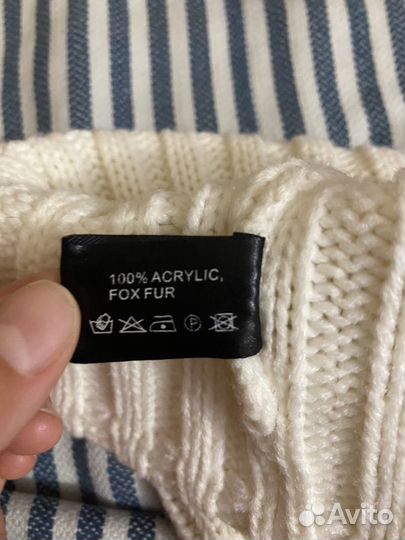 100% ACRYLIC,
FOX FUR
P
Avito